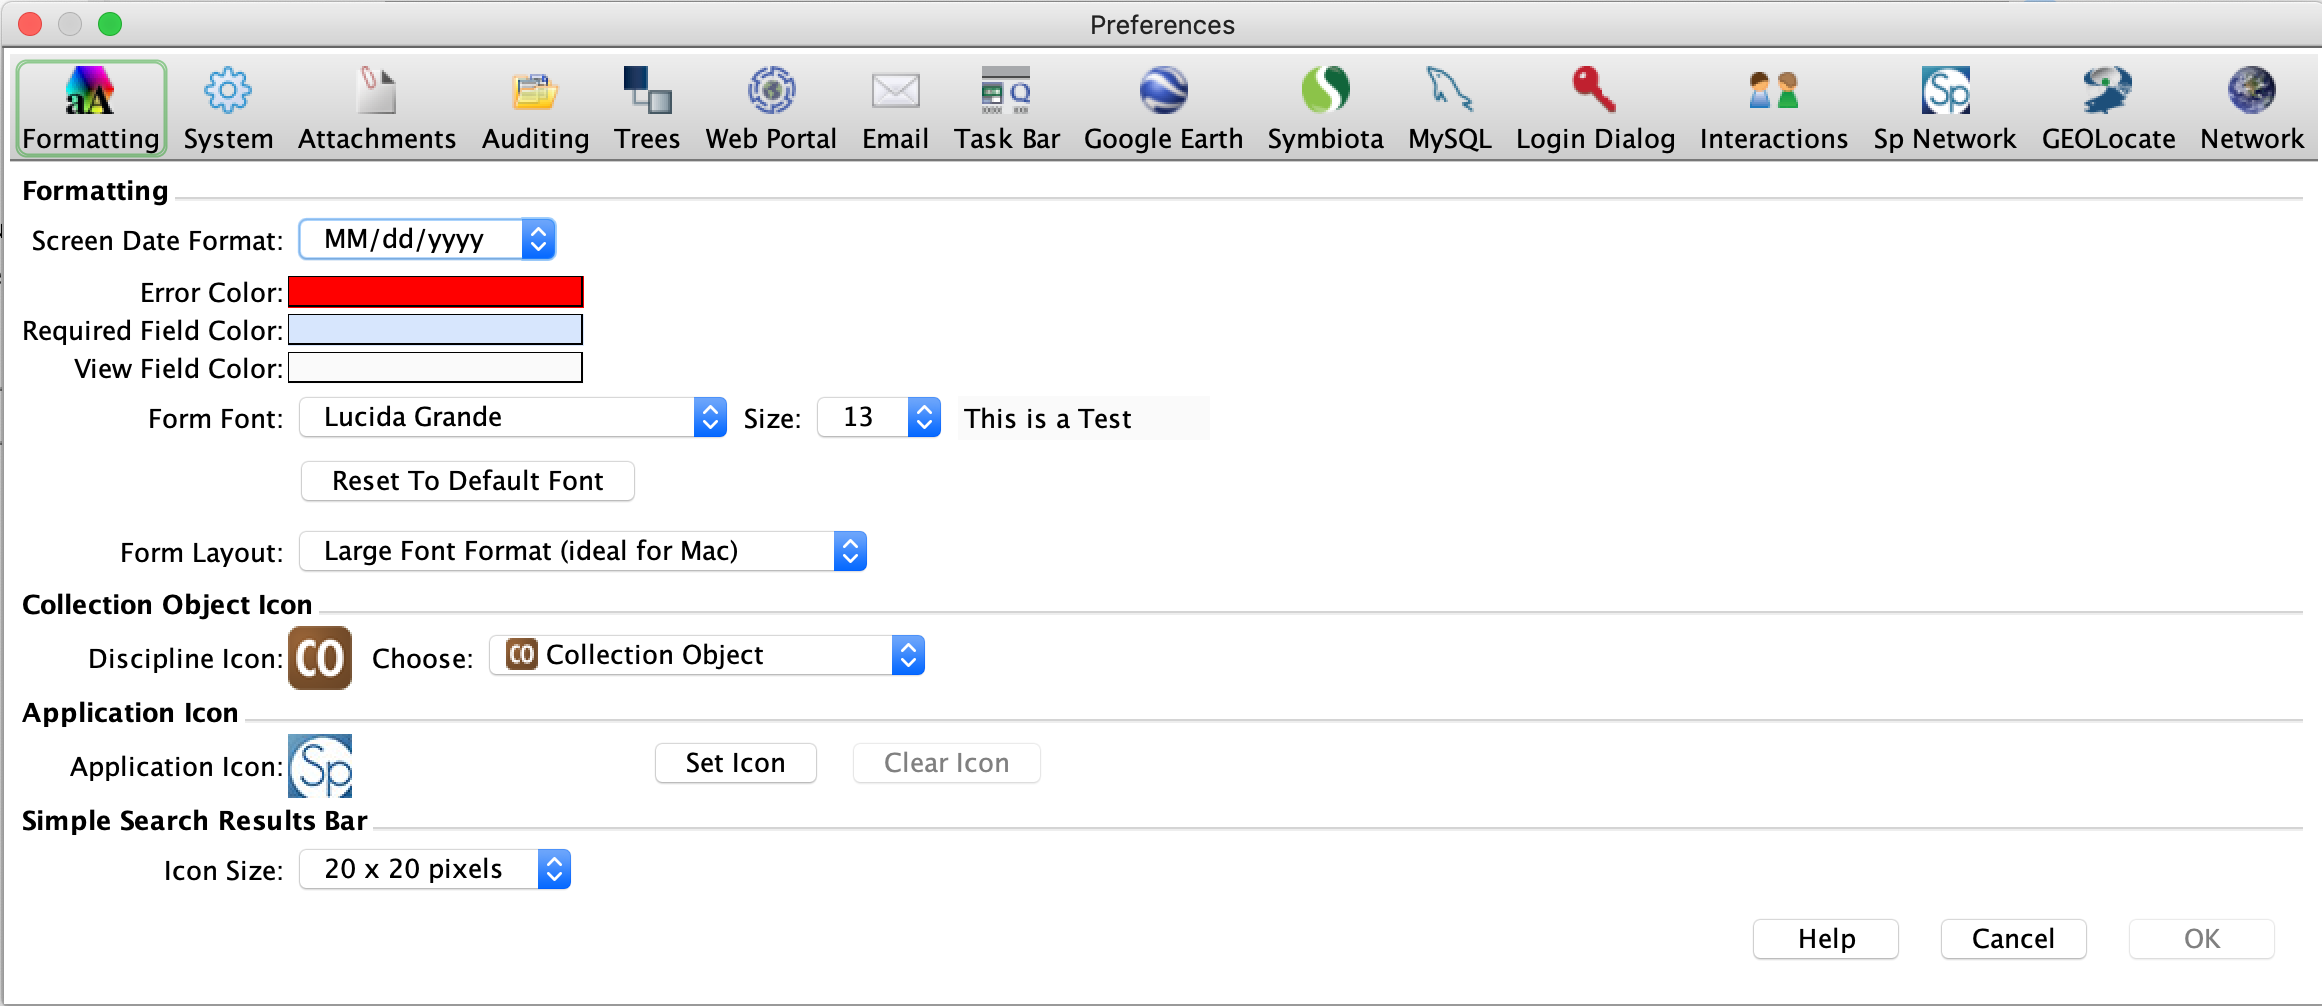 Preferences
Formatting System Attachments Auditing Trees Web Portal Email Task Bar Google Earth Symbiota MySQL Login Dialog Interactions Sp Network GEOLocate Network
Formatting
Screen Date Format: MM/dd/yyyy
Error Color:
Required Field Color:
View Field Color:
Form Font: Lucida Grande Size: 13 This is a Test
Reset To Default Font
Form Layout: Large Font Format (ideal for Mac)
Collection Object Icon
Discipline Icon: CO Choose: CO Collection Object
Application Icon
Application Icon: Sp Set Icon Clear Icon
Simple Search Results Bar
Icon Size: 20 x 20 pixels
Help Cancel OK